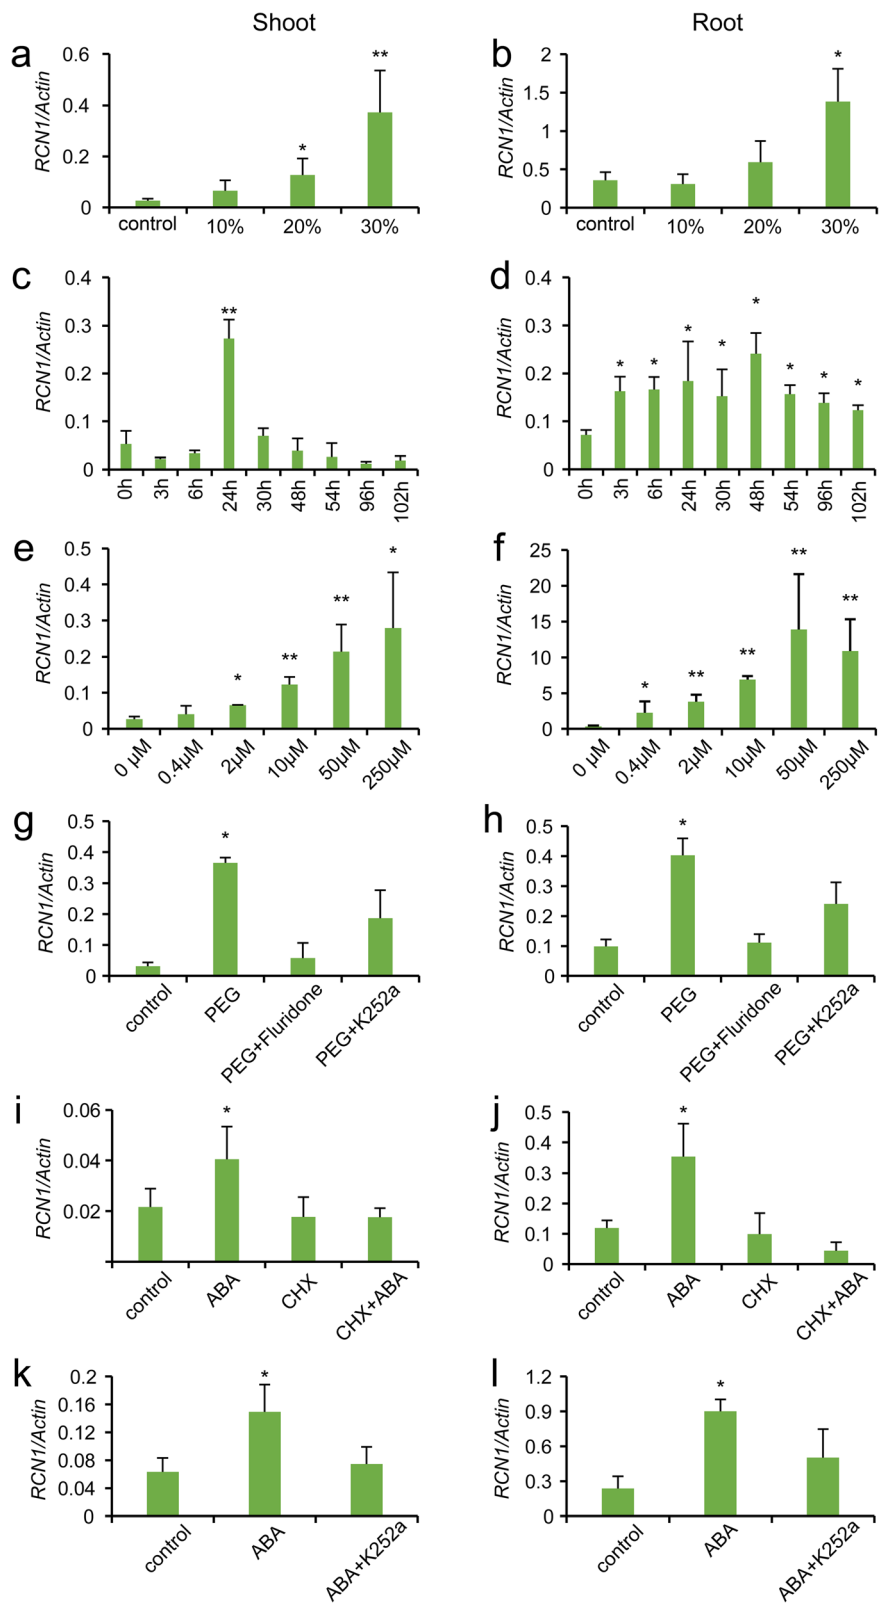 Shoot Root
a b
RCN1/Actin RCN1/Actin
0.6 0.4 0.2 0
** *
control 10% 20% 30%
2 1.5 1 0.5 0
*
control 10% 20% 30%
c d
RCN1/Actin RCN1/Actin
0.4 0.3 0.2 0.1 0
**
0h 3h 6h 24h 30h 48h 54h 96h 102h
0.4 0.3 0.2 0.1 0
* * * * * * * *
0h 3h 6h 24h 30h 48h 54h 96h 102h
e f
RCN1/Actin RCN1/Actin
0.5 0.4 0.3 0.2 0.1 0
* ** ** *
0 µM 0.4µM 2µM 10µM 50µM 250µM
25 20 15 10 5 0
* ** ** ** **
0 µM 0.4µM 2µM 10µM 50µM 250µM
g h
RCN1/Actin RCN1/Actin
0.5 0.4 0.3 0.2 0.1 0
*
control PEG PEG+Fluridone PEG+K252a
0.5 0.4 0.3 0.2 0.1 0
*
control PEG PEG+Fluridone PEG+K252a
i j
RCN1/Actin RCN1/Actin
0.06 0.04 0.02
*
control ABA CHX CHX+ABA
0.5 0.4 0.3 0.2 0.1 0
*
control ABA CHX CHX+ABA
k l
RCN1/Actin RCN1/Actin
0.2 0.16 0.12 0.08 0.04 0
*
control ABA ABA+K252a
1.2 0.9 0.6 0.3 0
*
control ABA ABA+K252a